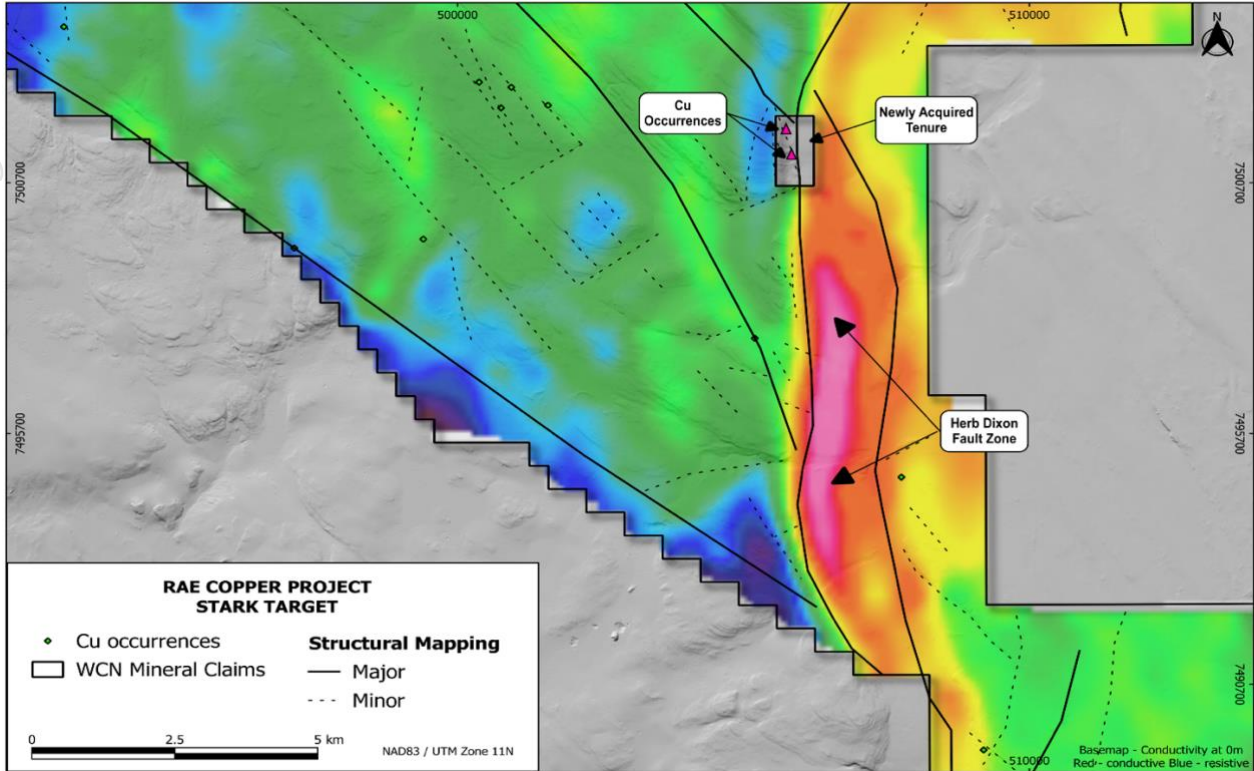 500000
510000
N
Cu
Occurrences
Newly Acquired
Tenure
7500700
7500700
Herb Dixon
Fault Zone
7495700
7495700
RAE COPPER PROJECT
STARK TARGET
Cu occurrences
WCN Mineral Claims
Structural Mapping
Major
Minor
0
2.5
5 km
NAD83 / UTM Zone 11N
7490700
510000
Basemap - Conductivity at 0m
Red - conductive Blue - resistive